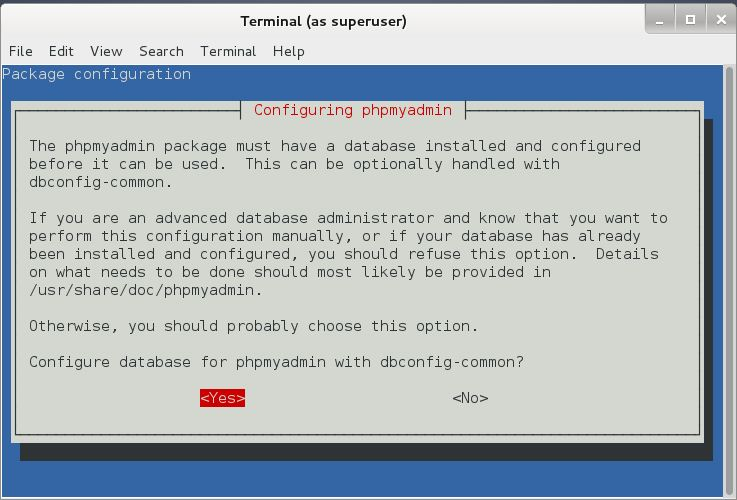 Terminal (as superuser)
File Edit View Search Terminal Help
Package configuration
Configuring phpmyadmin
The phpmyadmin package must have a database installed and configured
before it can be used.  This can be optionally handled with
dbconfig-common.
If you are an advanced database administrator and know that you want to
perform this configuration manually, or if your database has already
been installed and configured, you should refuse this option.  Details
on what needs to be done should most likely be provided in
/usr/share/doc/phpmyadmin.
Otherwise, you should probably choose this option.
Configure database for phpmyadmin with dbconfig-common?
<Yes> <No>